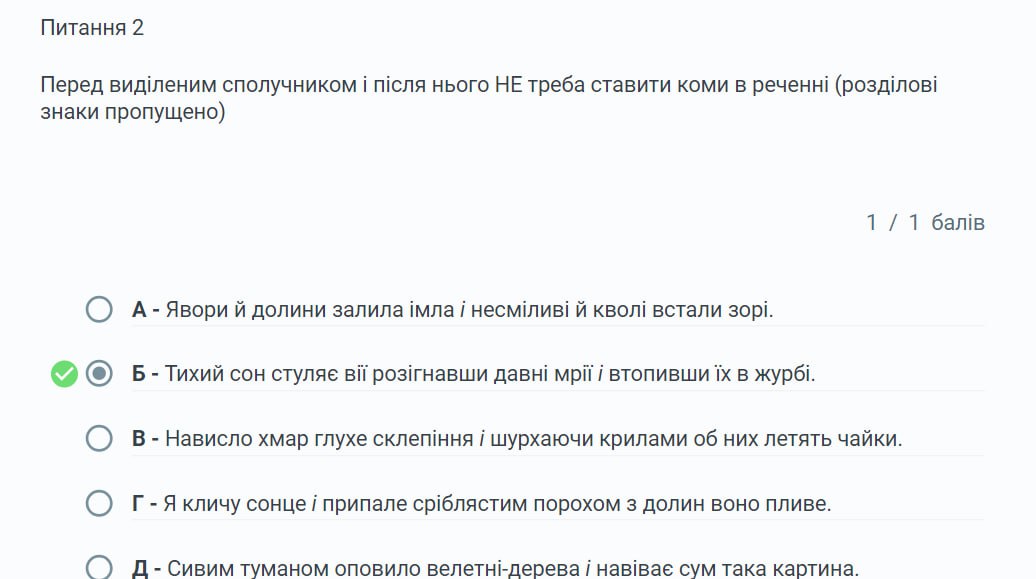 Питання 2
Перед виділеним сполучником і після нього НЕ треба ставити коми в реченні (розділові
знаки пропущено)
1 / 1 балів
А - Явори й долини залила імла і несміливі й кволі встали зорі.
Б - Тихий сон стуляє вії розігнавши давні мрії і втопивши їх в журбі.
В - Нависло хмар глухе склепіння і шурхаючи крилами об них летять чайки.
Г - Я кличу сонце і припале сріблястим порохом з долин воно пливе.
Д - Сивим туманом оповило велетні-дерева і навіває сум така картина.